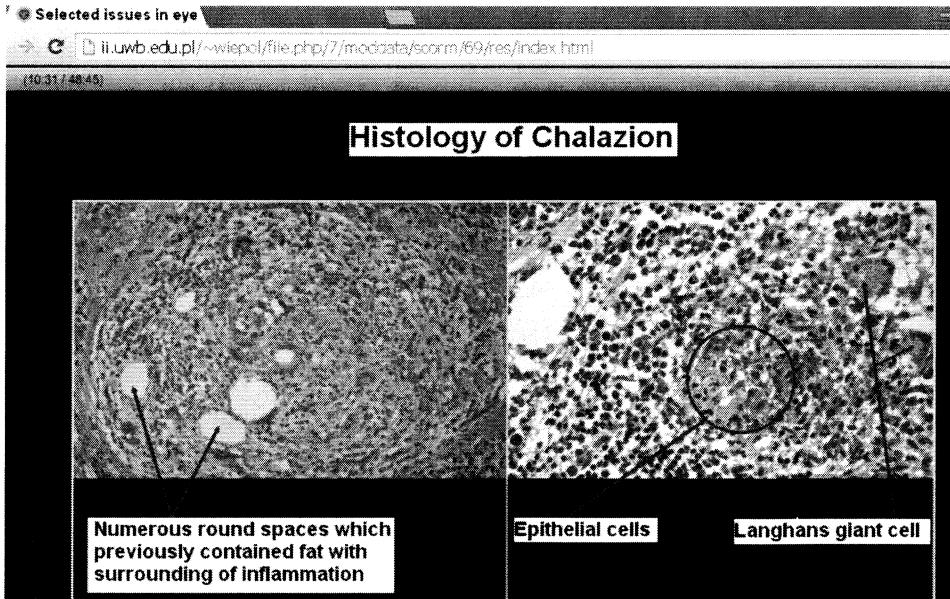 Selected issues in eye
ii.uwb.edu.pl/~wiepol/file.php/7/moddata/scorm/69/res/index.html
(10:31 / 48:45)
Histology of Chalazion
Numerous round spaces which
previously contained fat with
surrounding of inflammation
Epithelial cells
Langhans giant cell